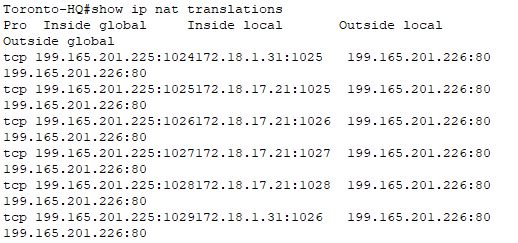 Toronto-HQ#show ip nat translations
Pro  Inside global     Inside local       Outside local
Outside global
tcp 199.165.201.225:1024172.18.1.31:1025   199.165.201.226:80
199.165.201.226:80
tcp 199.165.201.225:1025172.18.17.21:1025  199.165.201.226:80
199.165.201.226:80
tcp 199.165.201.225:1026172.18.17.21:1026  199.165.201.226:80
199.165.201.226:80
tcp 199.165.201.225:1027172.18.17.21:1027  199.165.201.226:80
199.165.201.226:80
tcp 199.165.201.225:1028172.18.17.21:1028  199.165.201.226:80
199.165.201.226:80
tcp 199.165.201.225:1029172.18.1.31:1026   199.165.201.226:80
199.165.201.226:80